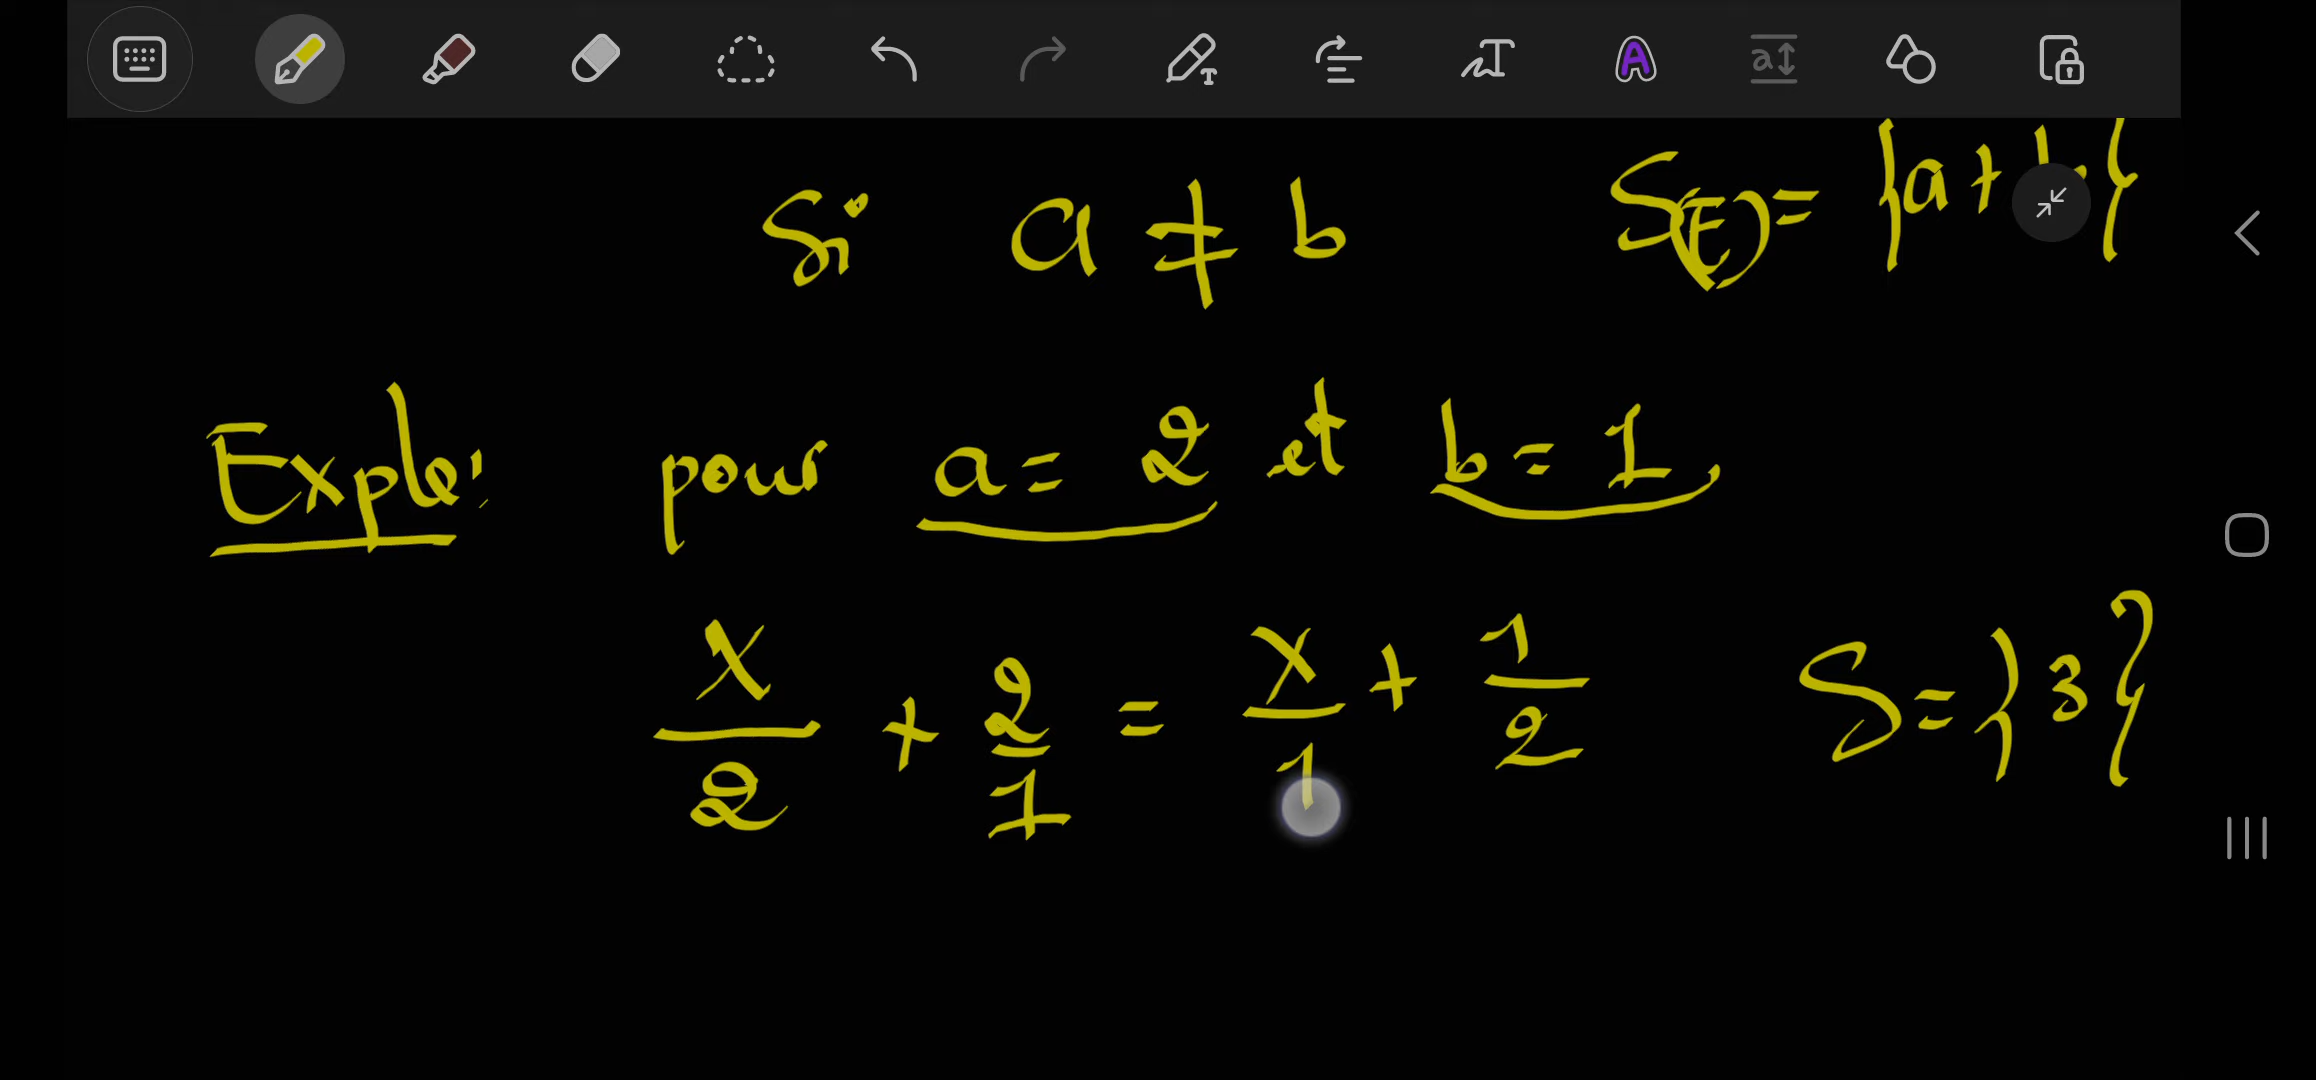 Si a ≠ b S(E) = {a + b}
Exple: pour a = 2 et b = 1,
x/2 + 2/1 = x/1 + 1/2 S = {3}